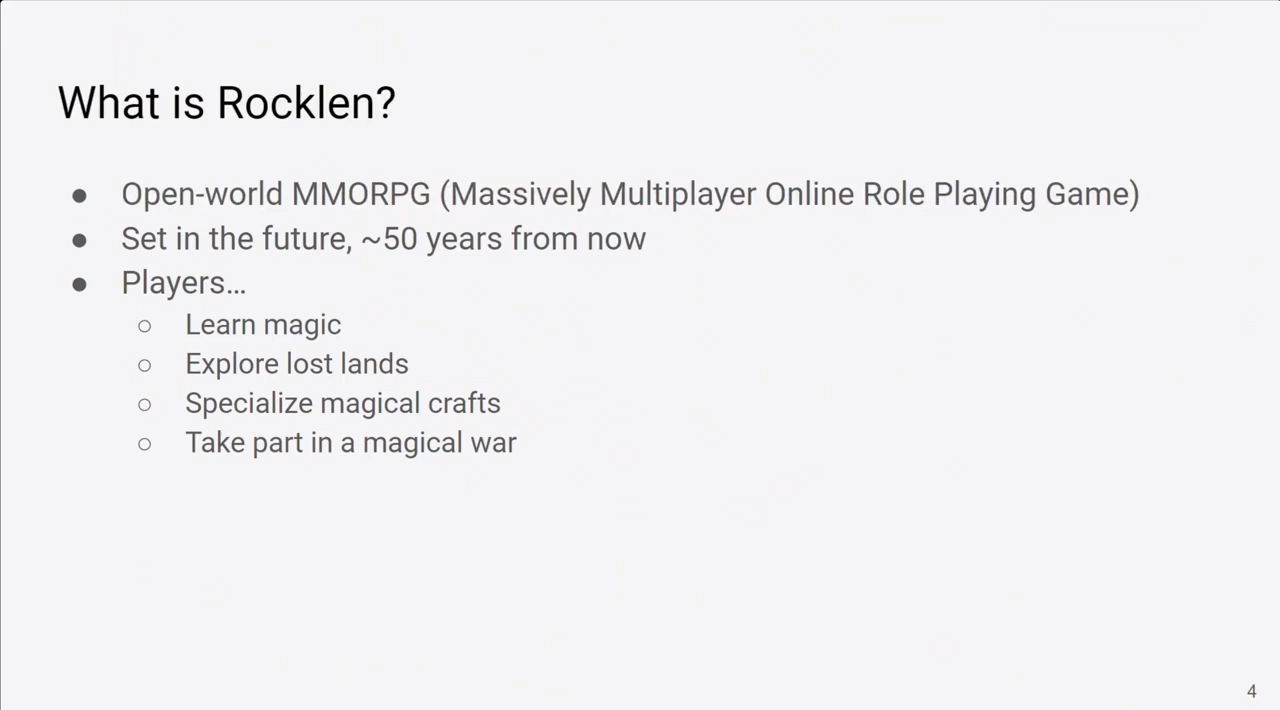 What is Rocklen?
● Open-world MMORPG (Massively Multiplayer Online Role Playing Game)
● Set in the future, ~50 years from now
● Players…
○ Learn magic
○ Explore lost lands
○ Specialize magical crafts
○ Take part in a magical war
4